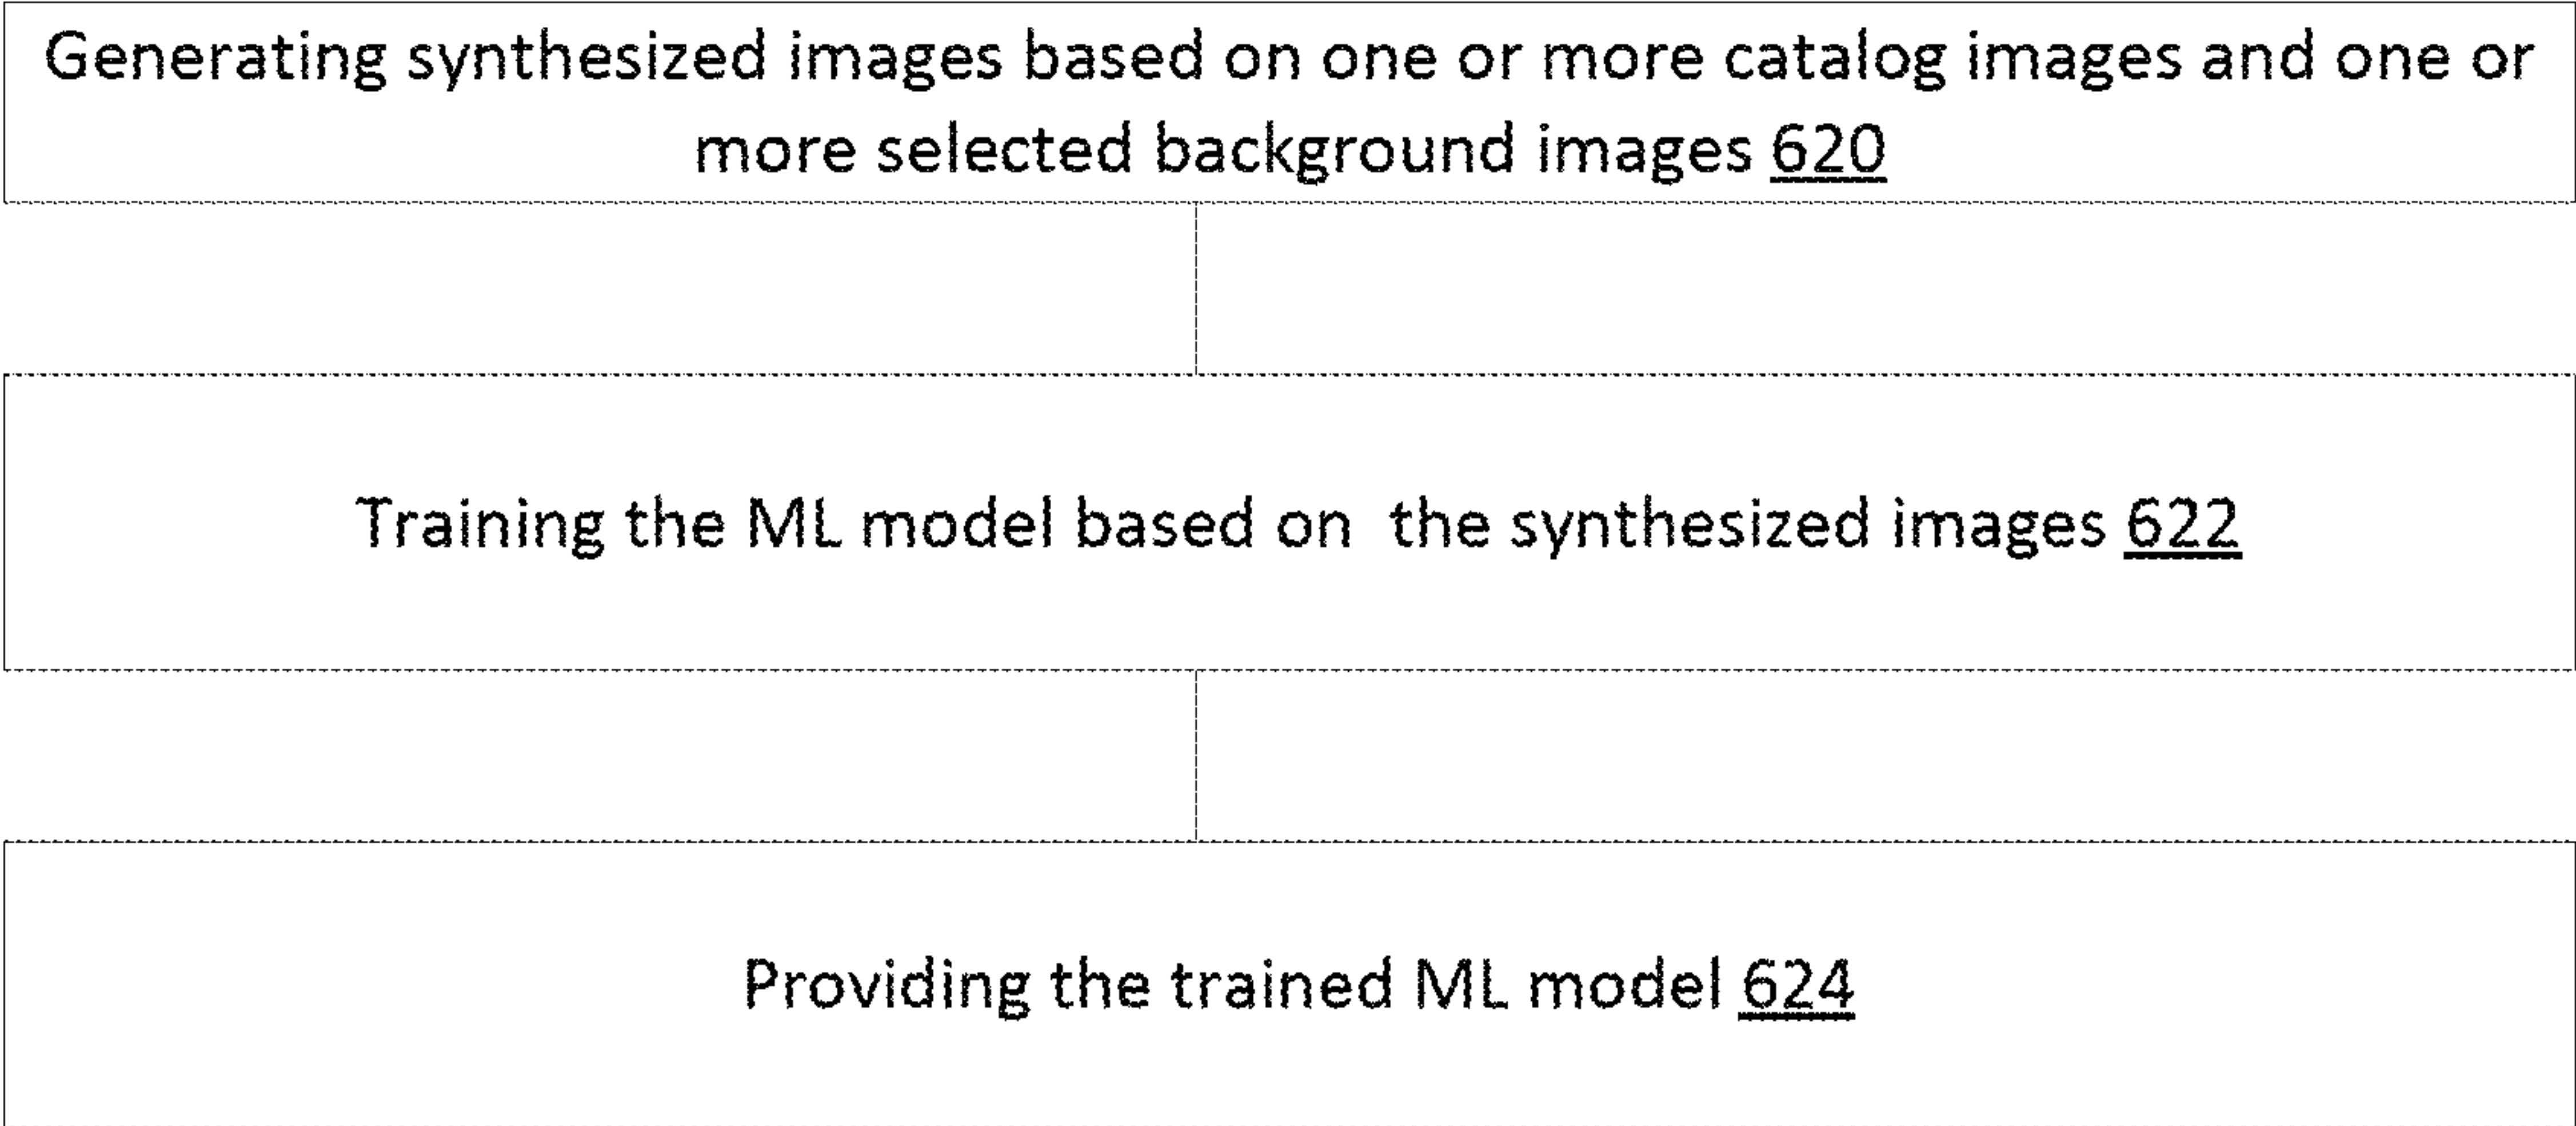 Generating synthesized images based on one or more catalog images and one or
more selected background images 620
Training the ML model based on the synthesized images 622
Providing the trained ML model 624